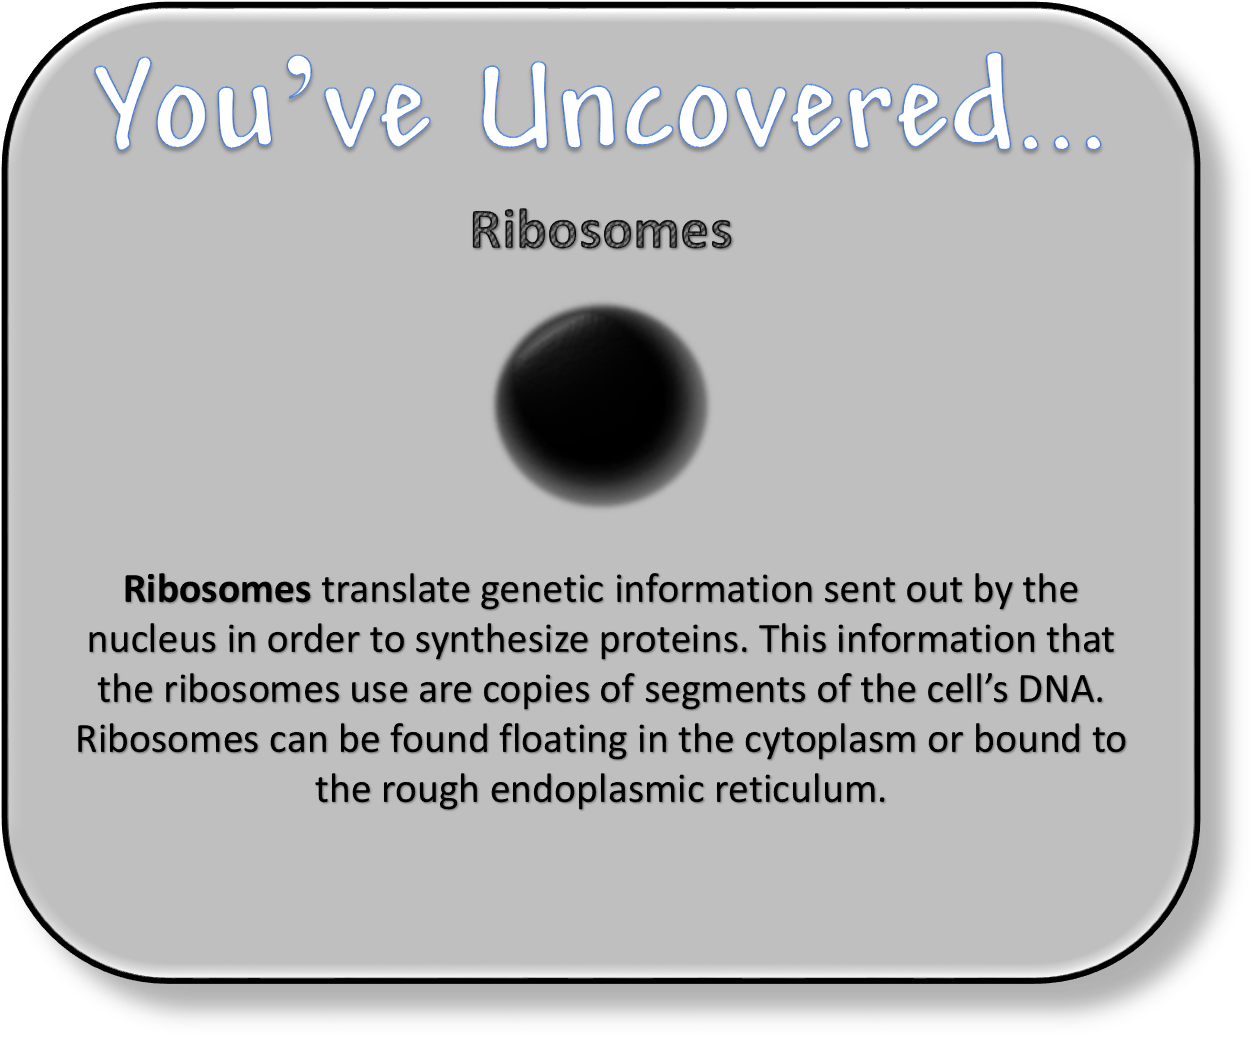 You’ve Uncovered...
Ribosomes
Ribosomes translate genetic information sent out by the
nucleus in order to synthesize proteins. This information that
the ribosomes use are copies of segments of the cell’s DNA.
Ribosomes can be found floating in the cytoplasm or bound to
the rough endoplasmic reticulum.